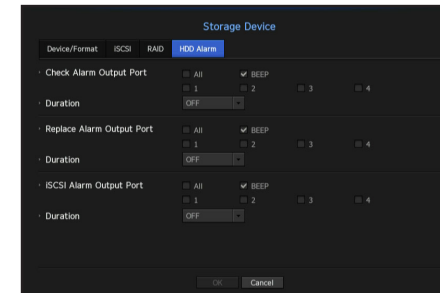 Storage Device
Device/Format iSCSI RAID HDD Alarm
Check Alarm Output Port All BEEP
1 2 3 4
Duration OFF
Replace Alarm Output Port All BEEP
1 2 3 4
Duration OFF
iSCSI Alarm Output Port All BEEP
1 2 3 4
Duration OFF
OK Cancel